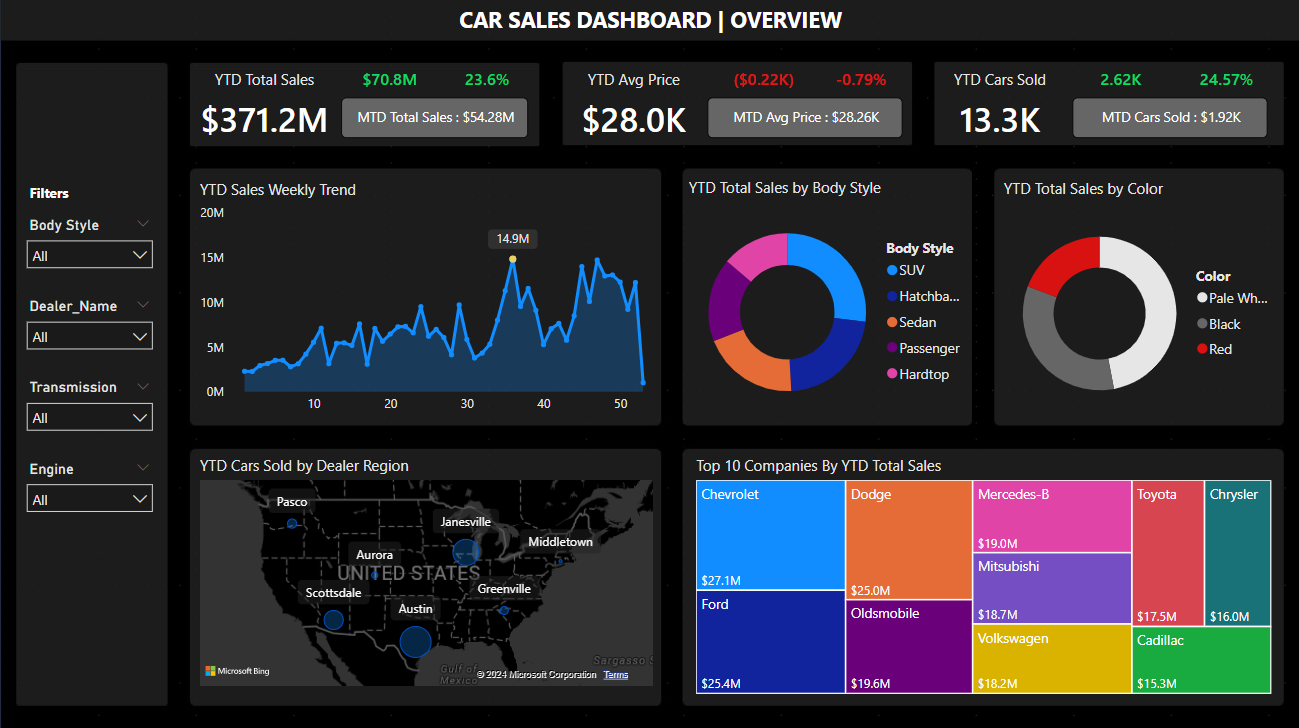 CAR SALES DASHBOARD | OVERVIEW
YTD Total Sales $70.8M 23.6%
$371.2M MTD Total Sales : $54.28M
YTD Avg Price ($0.22K) -0.79%
$28.0K MTD Avg Price : $28.26K
YTD Cars Sold 2.62K 24.57%
13.3K MTD Cars Sold : $1.92K
Filters
Body Style
All
Dealer_Name
All
Transmission
All
Engine
All
YTD Sales Weekly Trend
20M
15M
10M
5M
0M
14.9M
10 20 30 40 50
YTD Total Sales by Body Style
Body Style
SUV
Hatchba...
Sedan
Passenger
Hardtop
YTD Total Sales by Color
Color
Pale Wh...
Black
Red
YTD Cars Sold by Dealer Region
Pasco
Janesville
Middletown
Aurora
UNITED STATES
Scottsdale
Greenville
Austin
Gulf of
Mexico
Sargasso S
Microsoft Bing
© 2024 Microsoft Corporation Terms
Top 10 Companies By YTD Total Sales
Chevrolet
$27.1M
Ford
$25.4M
Dodge
$25.0M
Oldsmobile
$19.6M
Mercedes-B
$19.0M
Mitsubishi
$18.7M
Volkswagen
$18.2M
Toyota
$17.5M
Chrysler
$16.0M
Cadillac
$15.3M